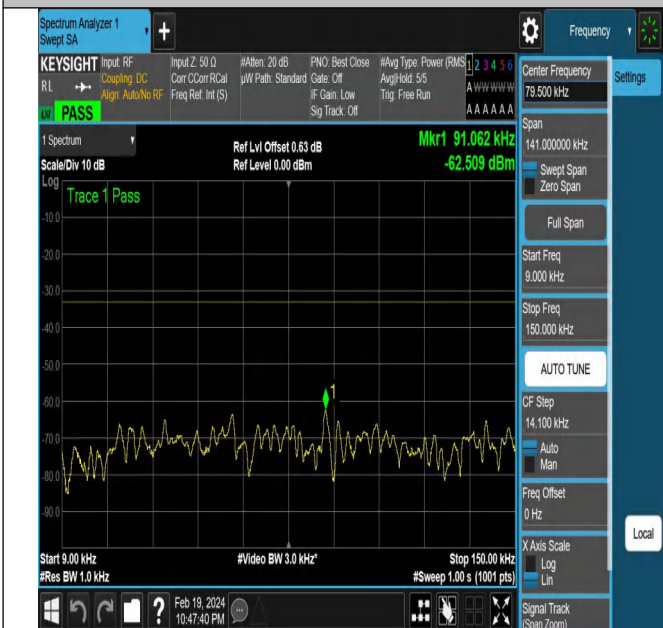 Spectrum Analyzer 1
Swept SA
Frequency
KEYSIGHT
Input: RF
Coupling: DC
Align: Auto/No RF
Input Z: 50 Ω
Corr CCorr RCal
Freq Ref: Int (S)
#Atten: 20 dB
µW Path: Standard
PNO: Best Close
Gate: Off
IF Gain: Low
Sig Track: Off
#Avg Type: Power (RMS
Avg|Hold: 5/5
Trig: Free Run
1 2 3 4 5 6
A W W W W W
A A A A A A
R L
LXI
PASS
1 Spectrum
Scale/Div 10 dB
Ref Lvl Offset 0.63 dB
Ref Level 0.00 dBm
Mkr1 91.062 kHz
-62.509 dBm
Log
Trace 1 Pass
-10.0
-20.0
-30.0
-40.0
-50.0
-60.0
-70.0
-80.0
-90.0
1
Start 9.00 kHz
#Res BW 1.0 kHz
#Video BW 3.0 kHz*
Stop 150.00 kHz
#Sweep 1.00 s (1001 pts)
Feb 19, 2024
10:47:40 PM
?
Center Frequency
79.500 kHz
Span
141.000000 kHz
Swept Span
Zero Span
Full Span
Start Freq
9.000 kHz
Stop Freq
150.000 kHz
AUTO TUNE
CF Step
14.100 kHz
Auto
Man
Freq Offset
0 Hz
X Axis Scale
Log
Lin
Signal Track
(Span Zoom)
Settings
Local